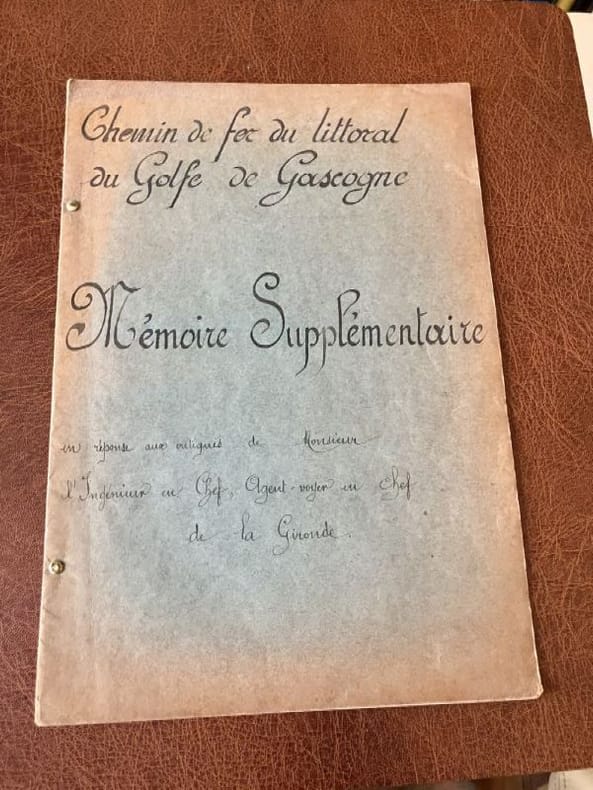 Chemin de fer du littoral
du Golfe de Gascogne
Mémoire Supplémentaire
en réponse aux critiques de Monsieur
l'Ingénieur en Chef, Agent-voyer en Chef
de la Gironde.